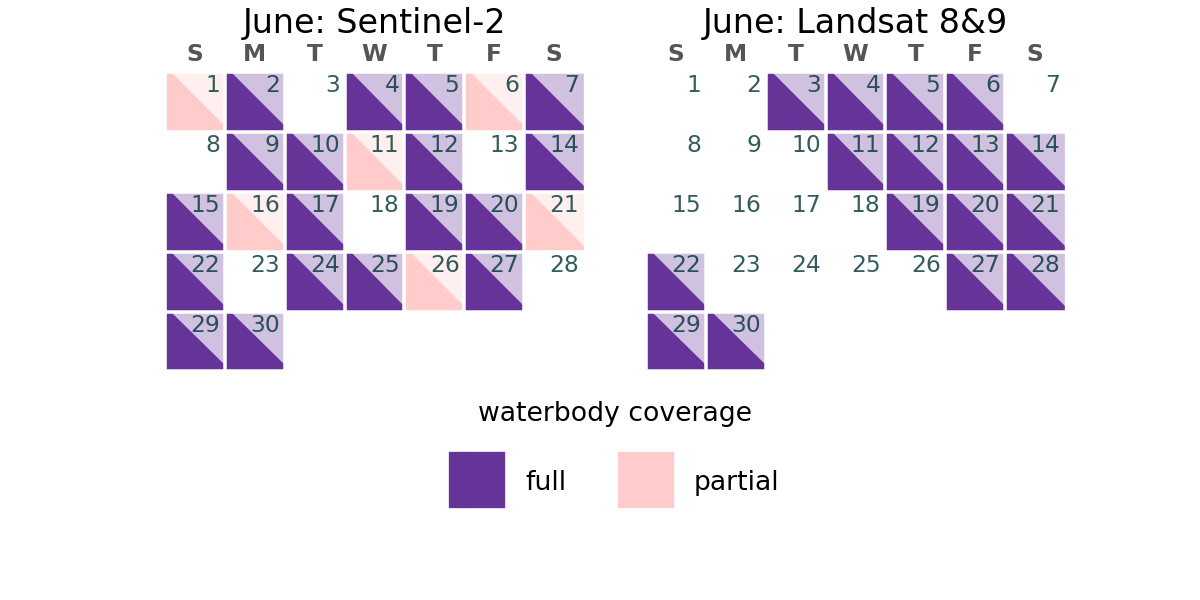 June: Sentinel-2
S M T W T F S
1 2 3 4 5 6 7
8 9 10 11 12 13 14
15 16 17 18 19 20 21
22 23 24 25 26 27 28
29 30
June: Landsat 8&9
S M T W T F S
1 2 3 4 5 6 7
8 9 10 11 12 13 14
15 16 17 18 19 20 21
22 23 24 25 26 27 28
29 30
waterbody coverage
full partial